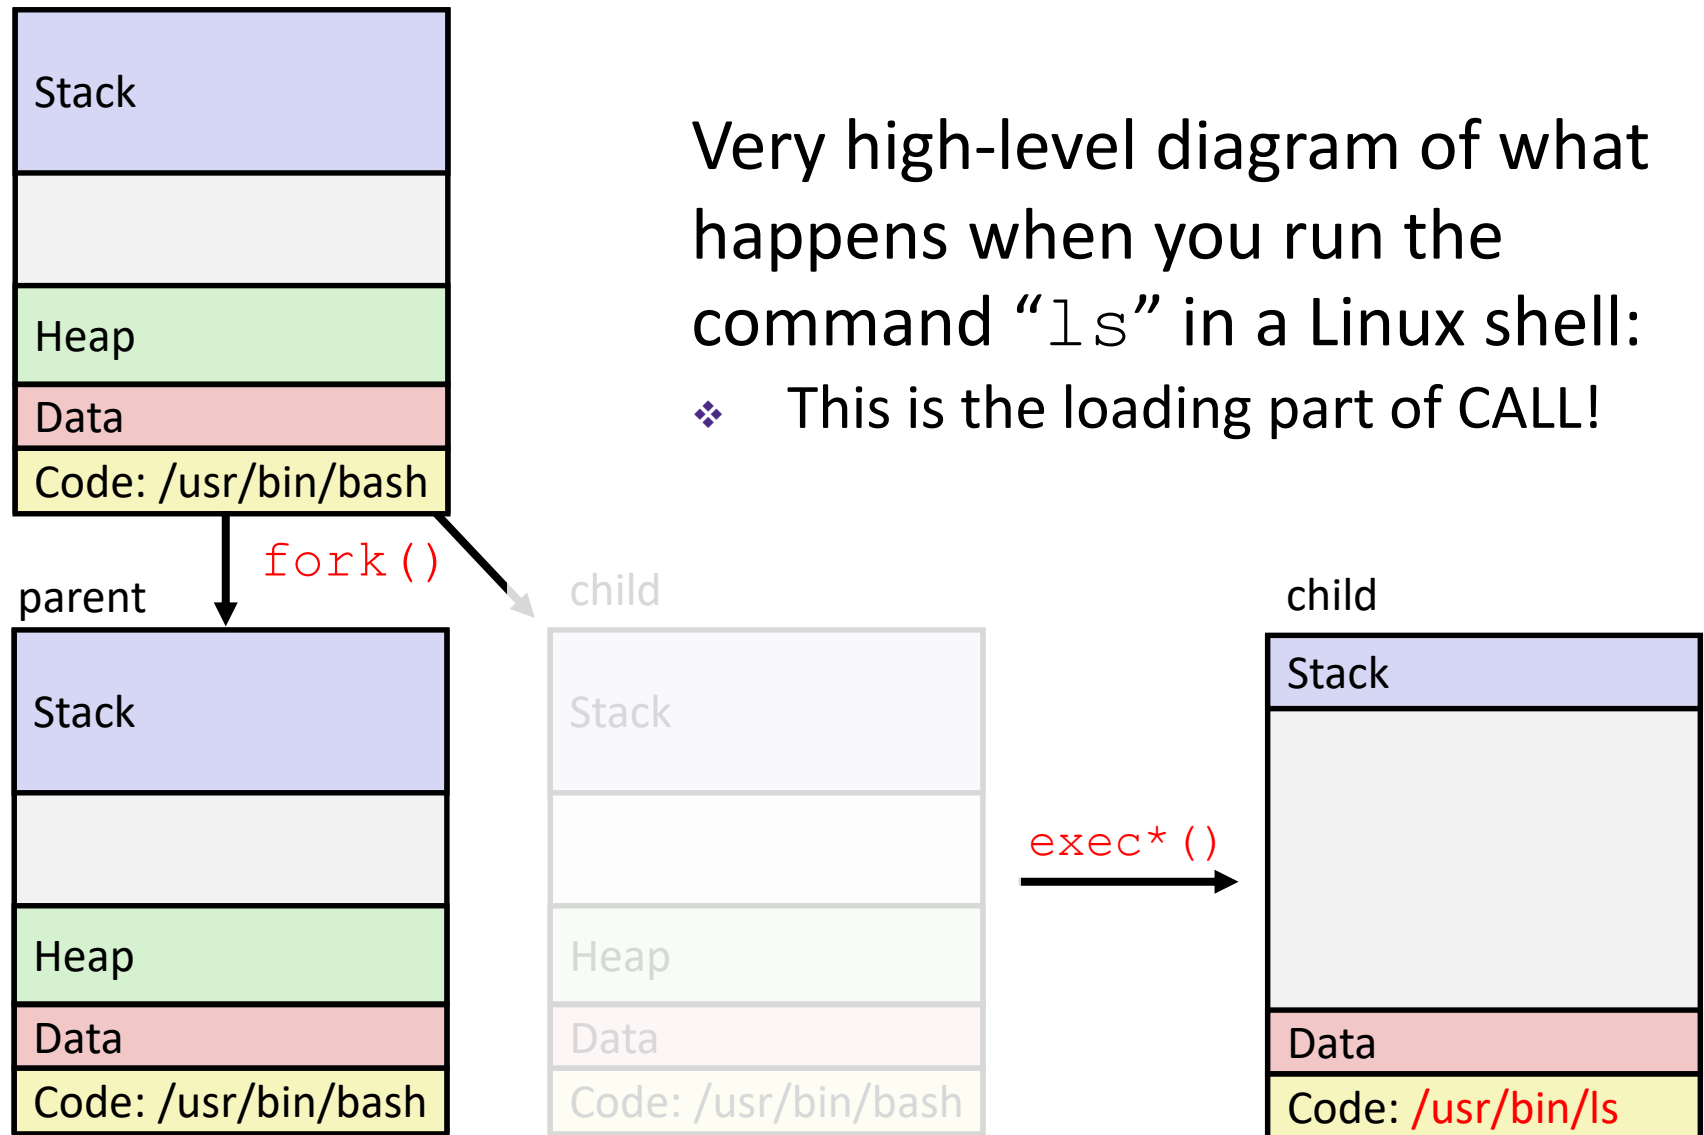 Stack
Heap
Data
Code: /usr/bin/bash
Very high-level diagram of what
happens when you run the
command “ls” in a Linux shell:
❖ This is the loading part of CALL!
fork()
parent
Stack
Heap
Data
Code: /usr/bin/bash
child
Stack
Heap
Data
Code: /usr/bin/bash
exec*()
child
Stack
Data
Code: /usr/bin/ls